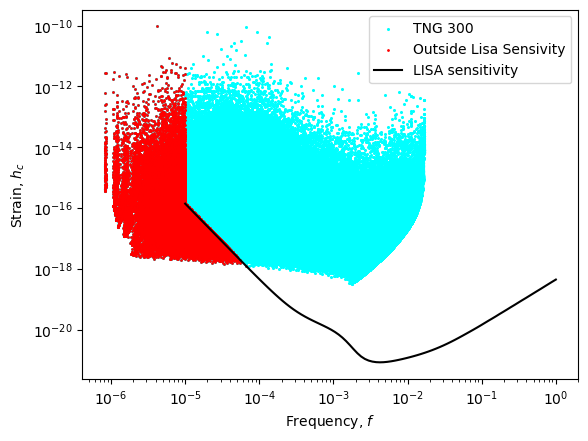 TNG 300
Outside Lisa Sensivity
LISA sensitivity
Strain, h_c
10^-10
10^-12
10^-14
10^-16
10^-18
10^-20
10^-6 10^-5 10^-4 10^-3 10^-2 10^-1 10^0
Frequency, f